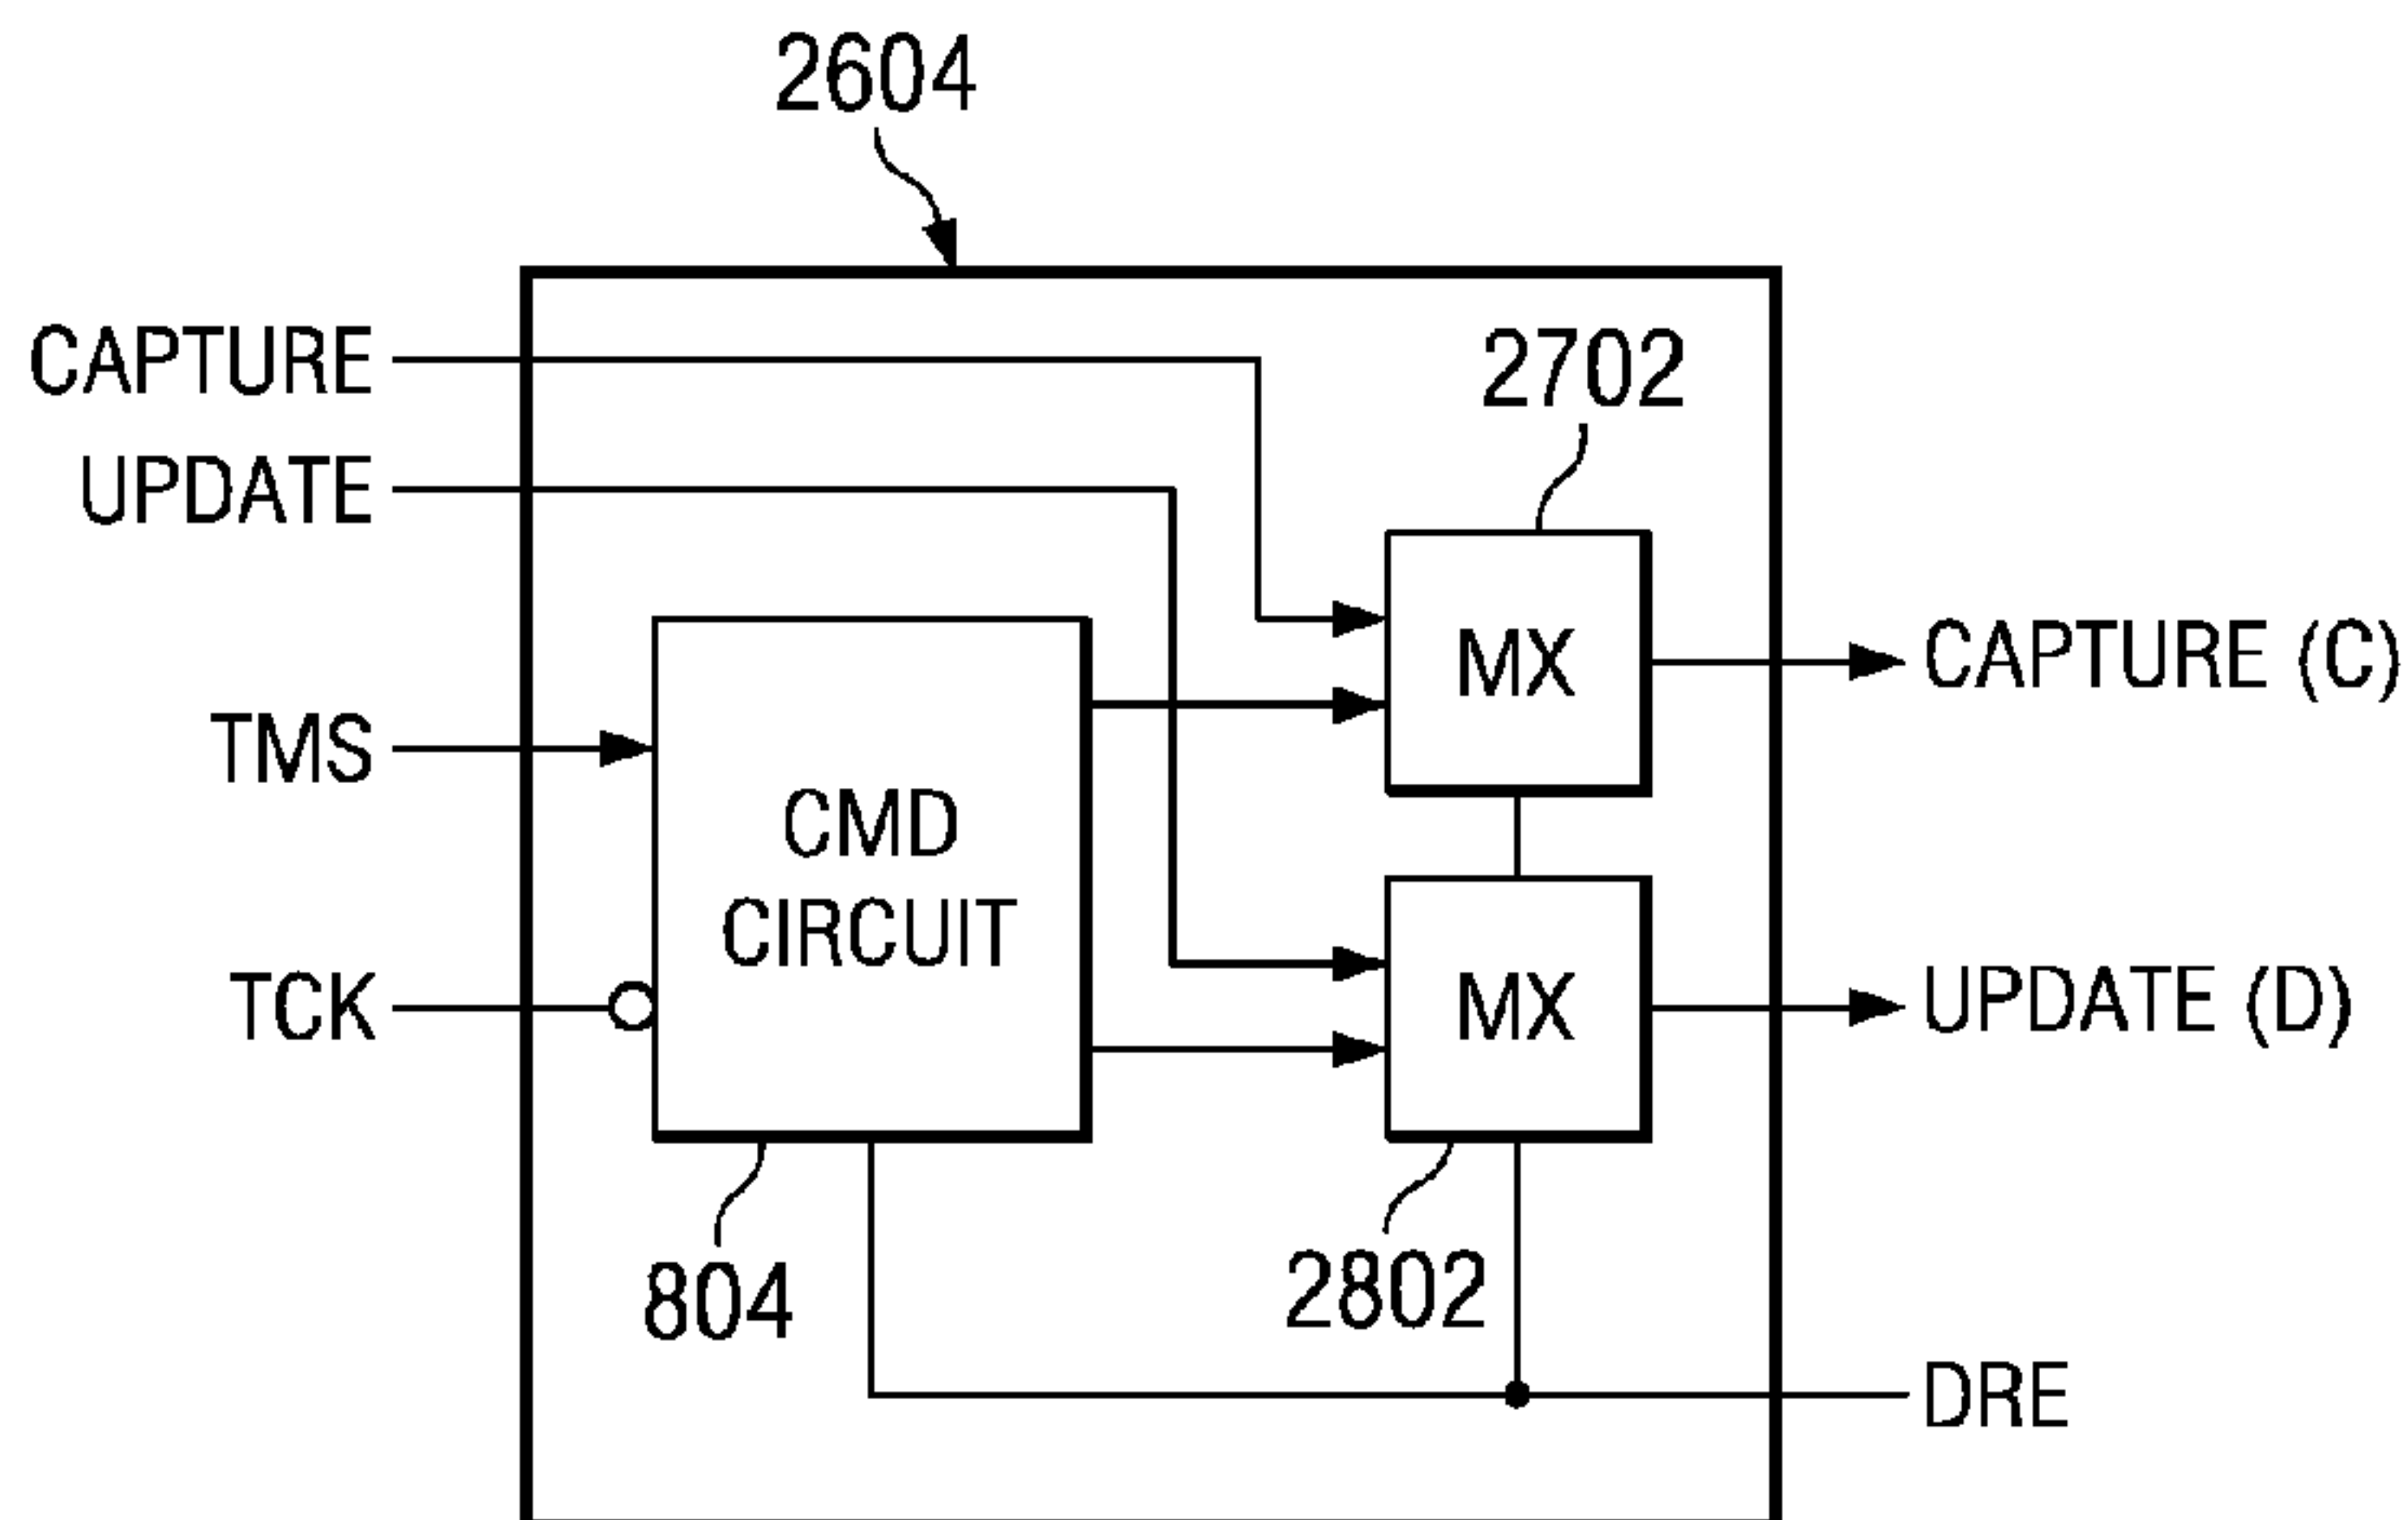 2604
CAPTURE
2702
UPDATE
MX
CAPTURE (C)
TMS
CMD
CIRCUIT
TCK
MX
UPDATE (D)
804
2802
DRE